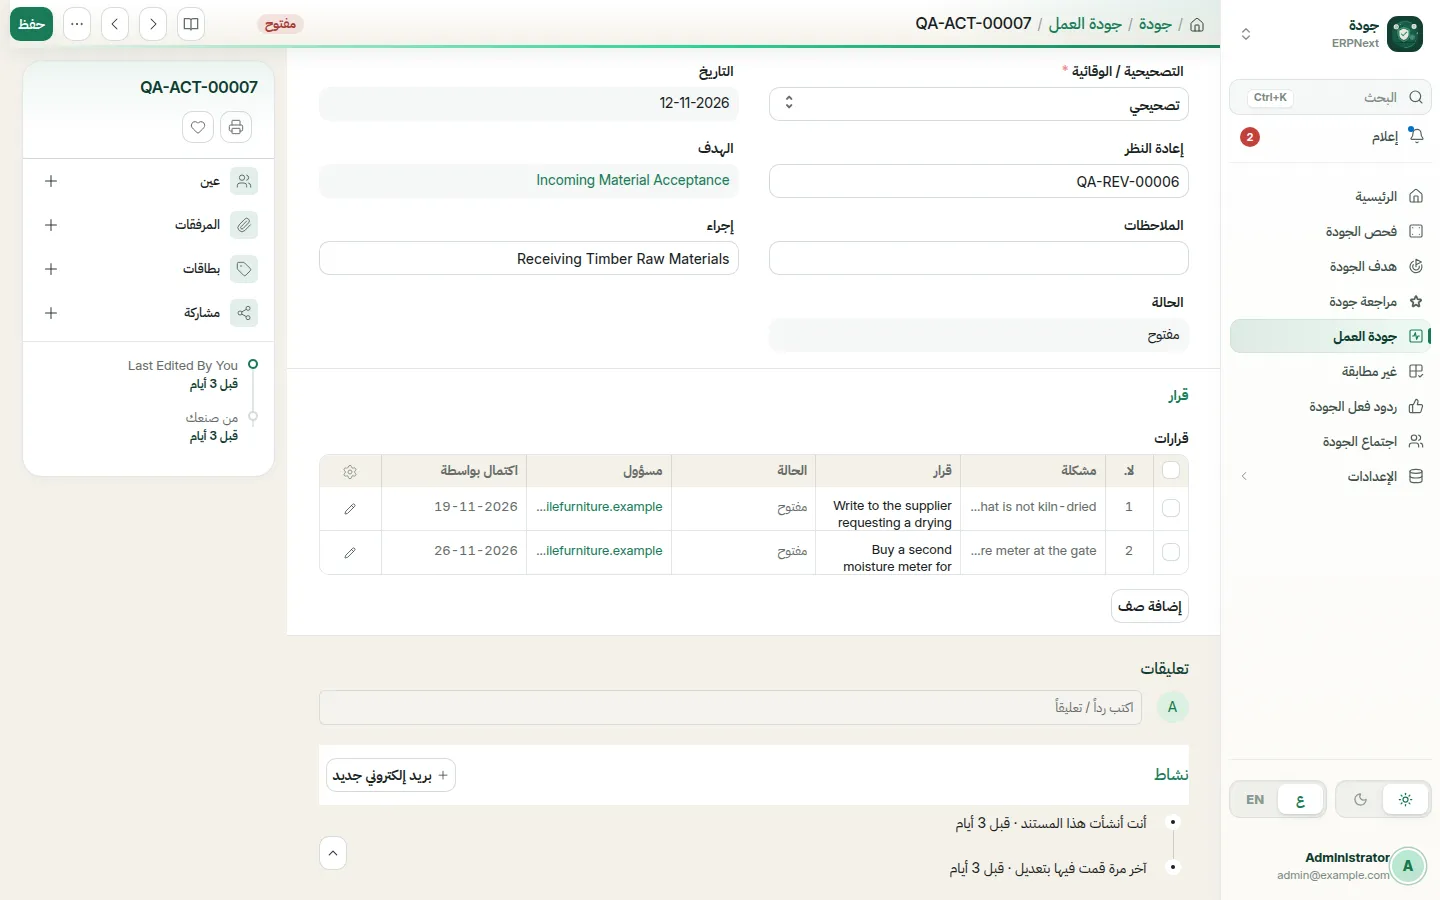 جودة
ERPNext
البحث
Ctrl+K
إعلام
2
الرئيسية
فحص الجودة
هدف الجودة
مراجعة جودة
جودة العمل
غير مطابقة
ردود فعل الجودة
اجتماع الجودة
الإعدادات
EN
ع
Administrator
admin@example.com
A
جودة / جودة العمل / QA-ACT-00007
مفتوح
حفظ
التصحيحية / الوقائية *
تصحيحي
التاريخ
12-11-2026
إعادة النظر
QA-REV-00006
الهدف
Incoming Material Acceptance
الملاحظات
إجراء
Receiving Timber Raw Materials
الحالة
مفتوح
قرار
قرارات
لا. مشكلة قرار الحالة مسؤول اكتمال بواسطة
1 ...hat is not kiln-dried Write to the supplier requesting a drying مفتوح ...ilefurniture.example 19-11-2026
2 ...re meter at the gate Buy a second moisture meter for مفتوح ...ilefurniture.example 26-11-2026
إضافة صف
تعليقات
A
اكتب رداً / تعليقاً
نشاط
بريد إلكتروني جديد
أنت أنشأت هذا المستند · قبل 3 أيام
آخر مرة قمت فيها بتعديل · قبل 3 أيام
QA-ACT-00007
عين
المرفقات
بطاقات
مشاركة
Last Edited By You
قبل 3 أيام
من صنعك
قبل 3 أيام